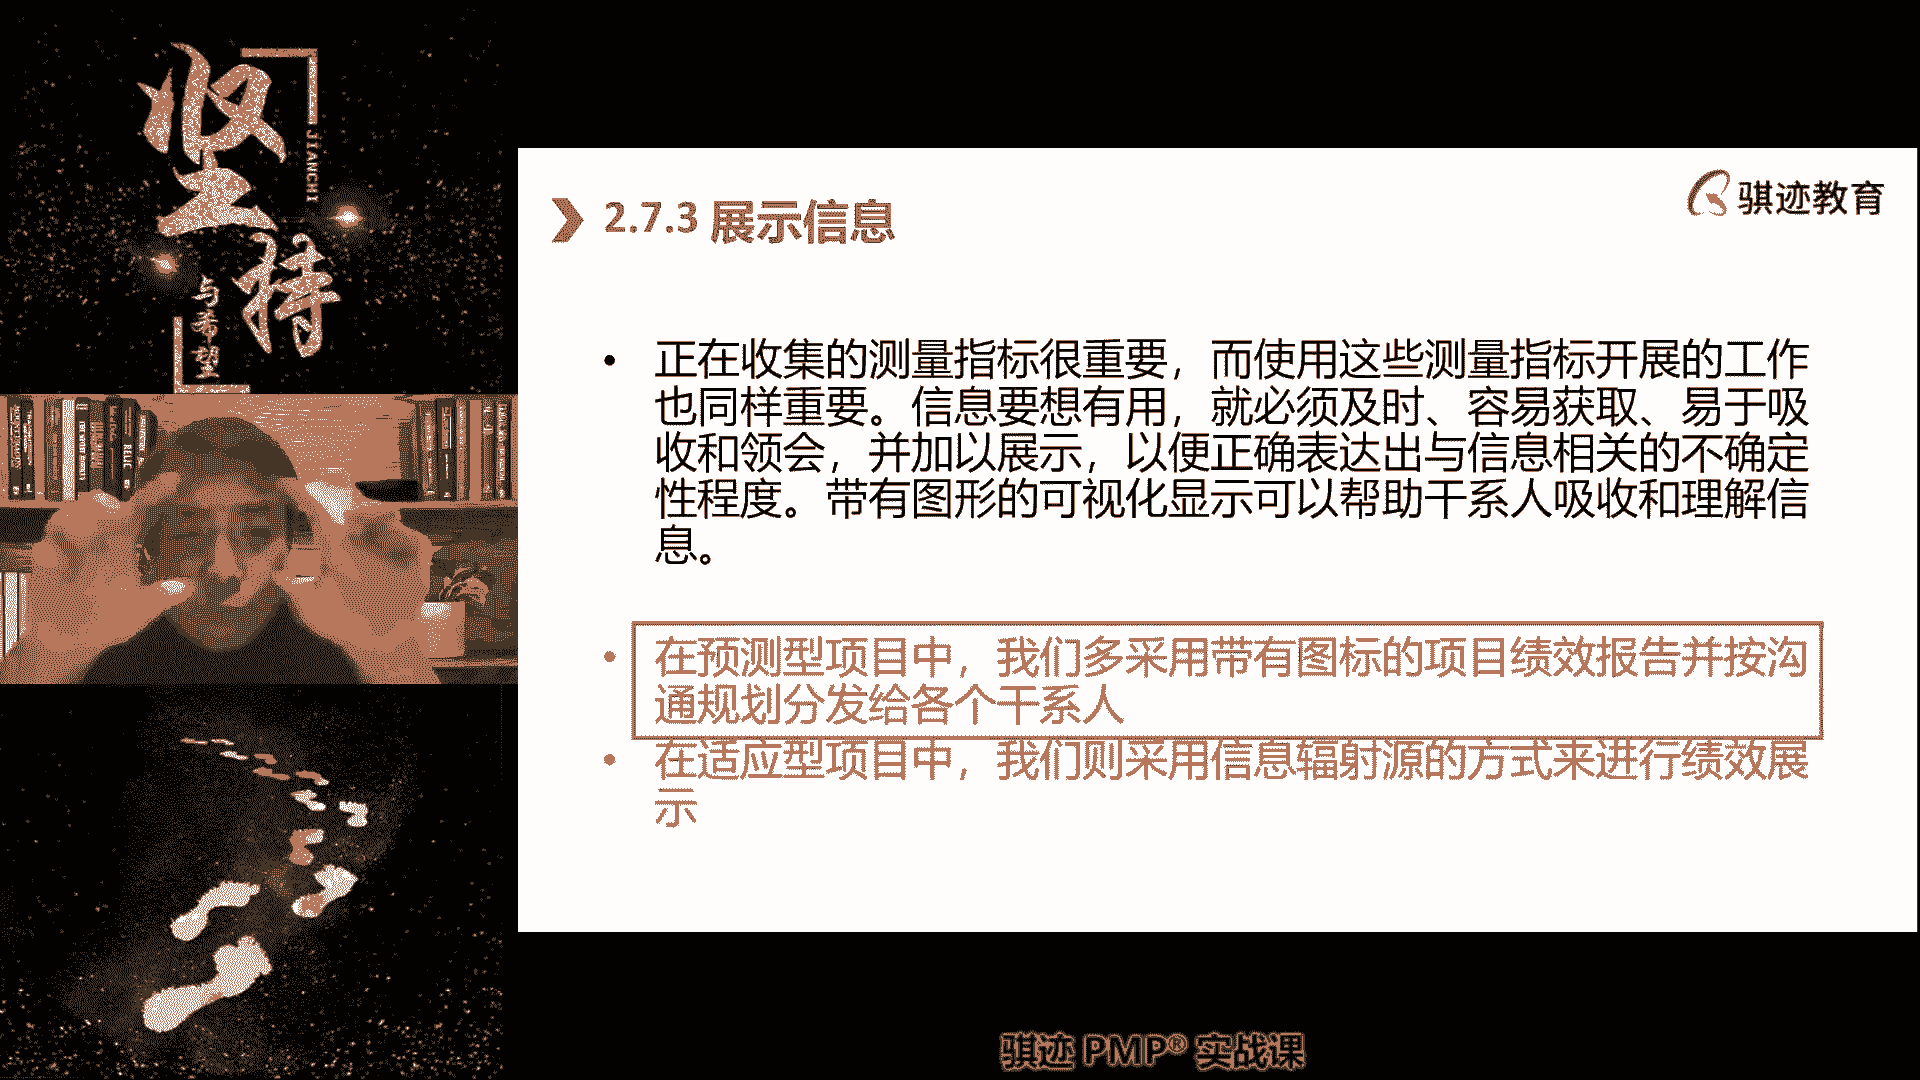 坚
持
JIANCHI
与
希
望
骐迹教育
2.7.3 展示信息
• 正在收集的测量指标很重要，而使用这些测量指标开展的工作
也同样重要。信息要想有用，就必须及时、容易获取、易于吸
收和领会，并加以展示，以便正确表达出与信息相关的不确定
性程度。带有图形的可视化显示可以帮助干系人吸收和理解信
息。
• 在预测型项目中，我们多采用带有图标的项目绩效报告并按沟
通规划分发给各个干系人
• 在适应型项目中，我们则采用信息辐射源的方式来进行绩效展
示
骐迹 PMP® 实战课